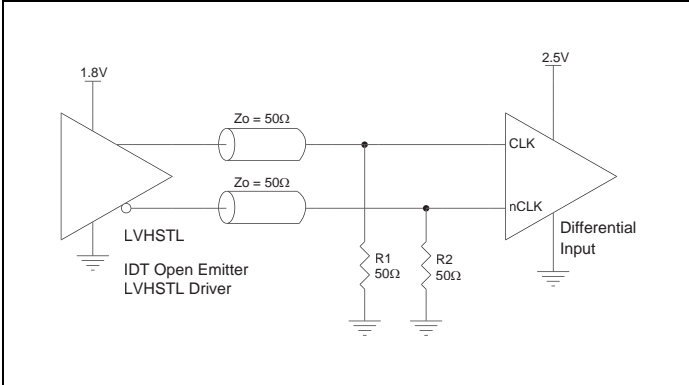 1.8V
2.5V
Zo = 50Ω
CLK
Zo = 50Ω
nCLK
LVHSTL
Differential
Input
IDT Open Emitter
LVHSTL Driver
R1
50Ω
R2
50Ω